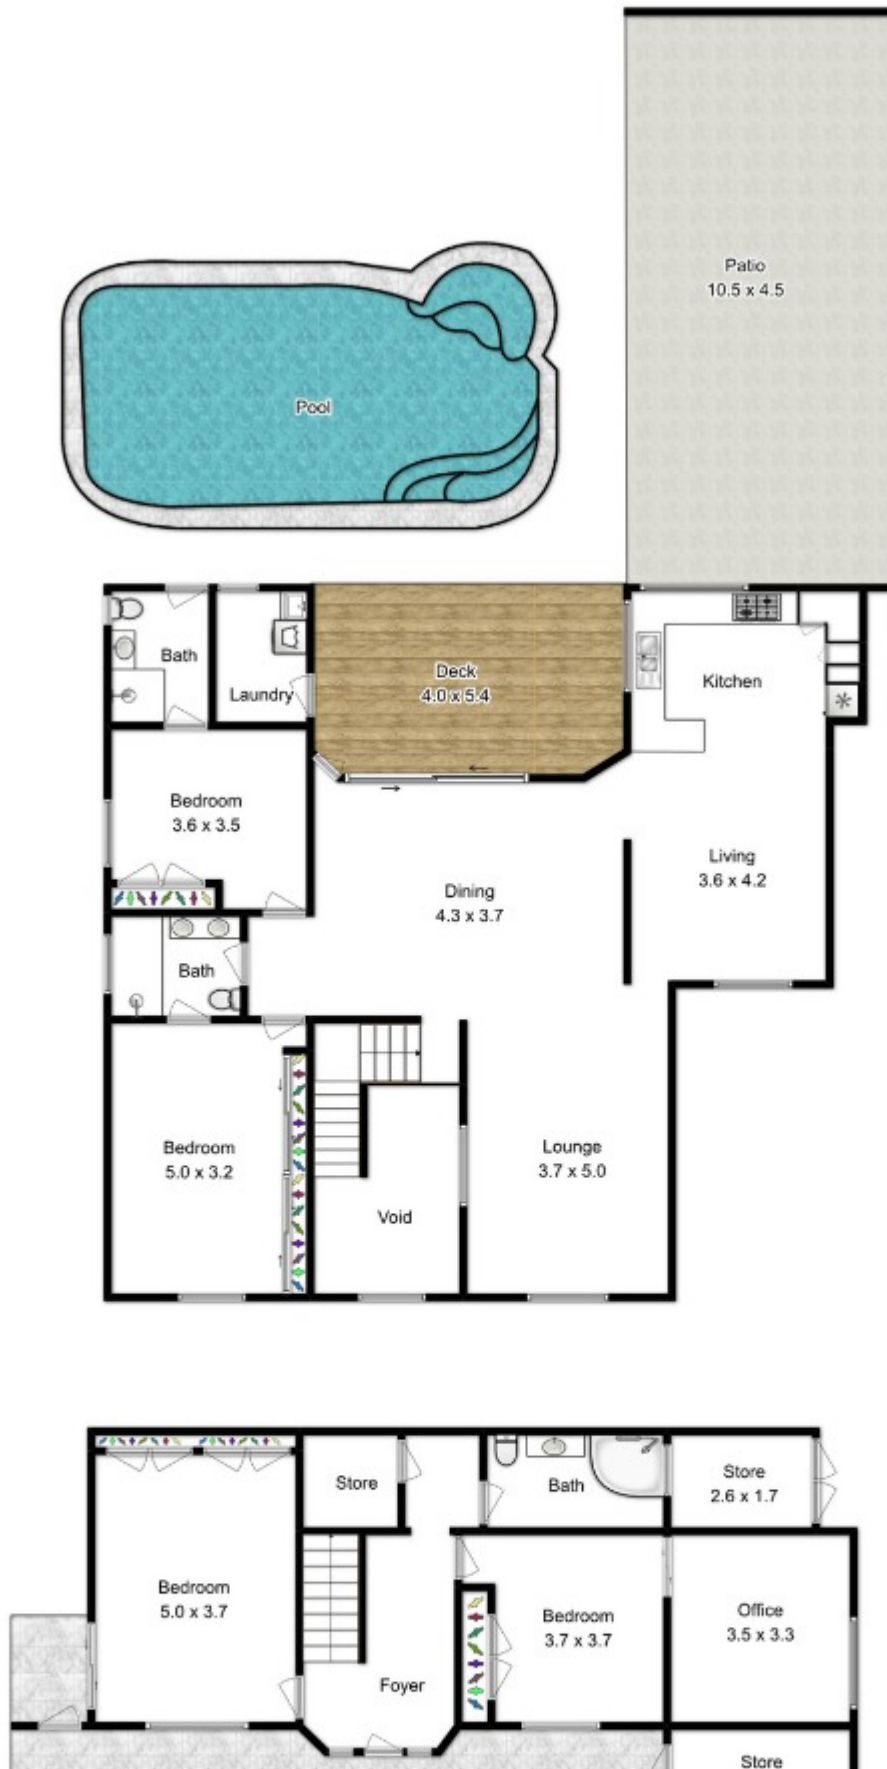 Patio
10.5 x 4.5
Pool
Bath
Laundry
Deck
4.0 x 5.4
Kitchen
Bedroom
3.6 x 3.5
Dining
4.3 x 3.7
Living
3.6 x 4.2
Bath
Bedroom
5.0 x 3.2
Void
Lounge
3.7 x 5.0
Store
Bath
Store
2.6 x 1.7
Bedroom
5.0 x 3.7
Foyer
Bedroom
3.7 x 3.7
Office
3.5 x 3.3
Store